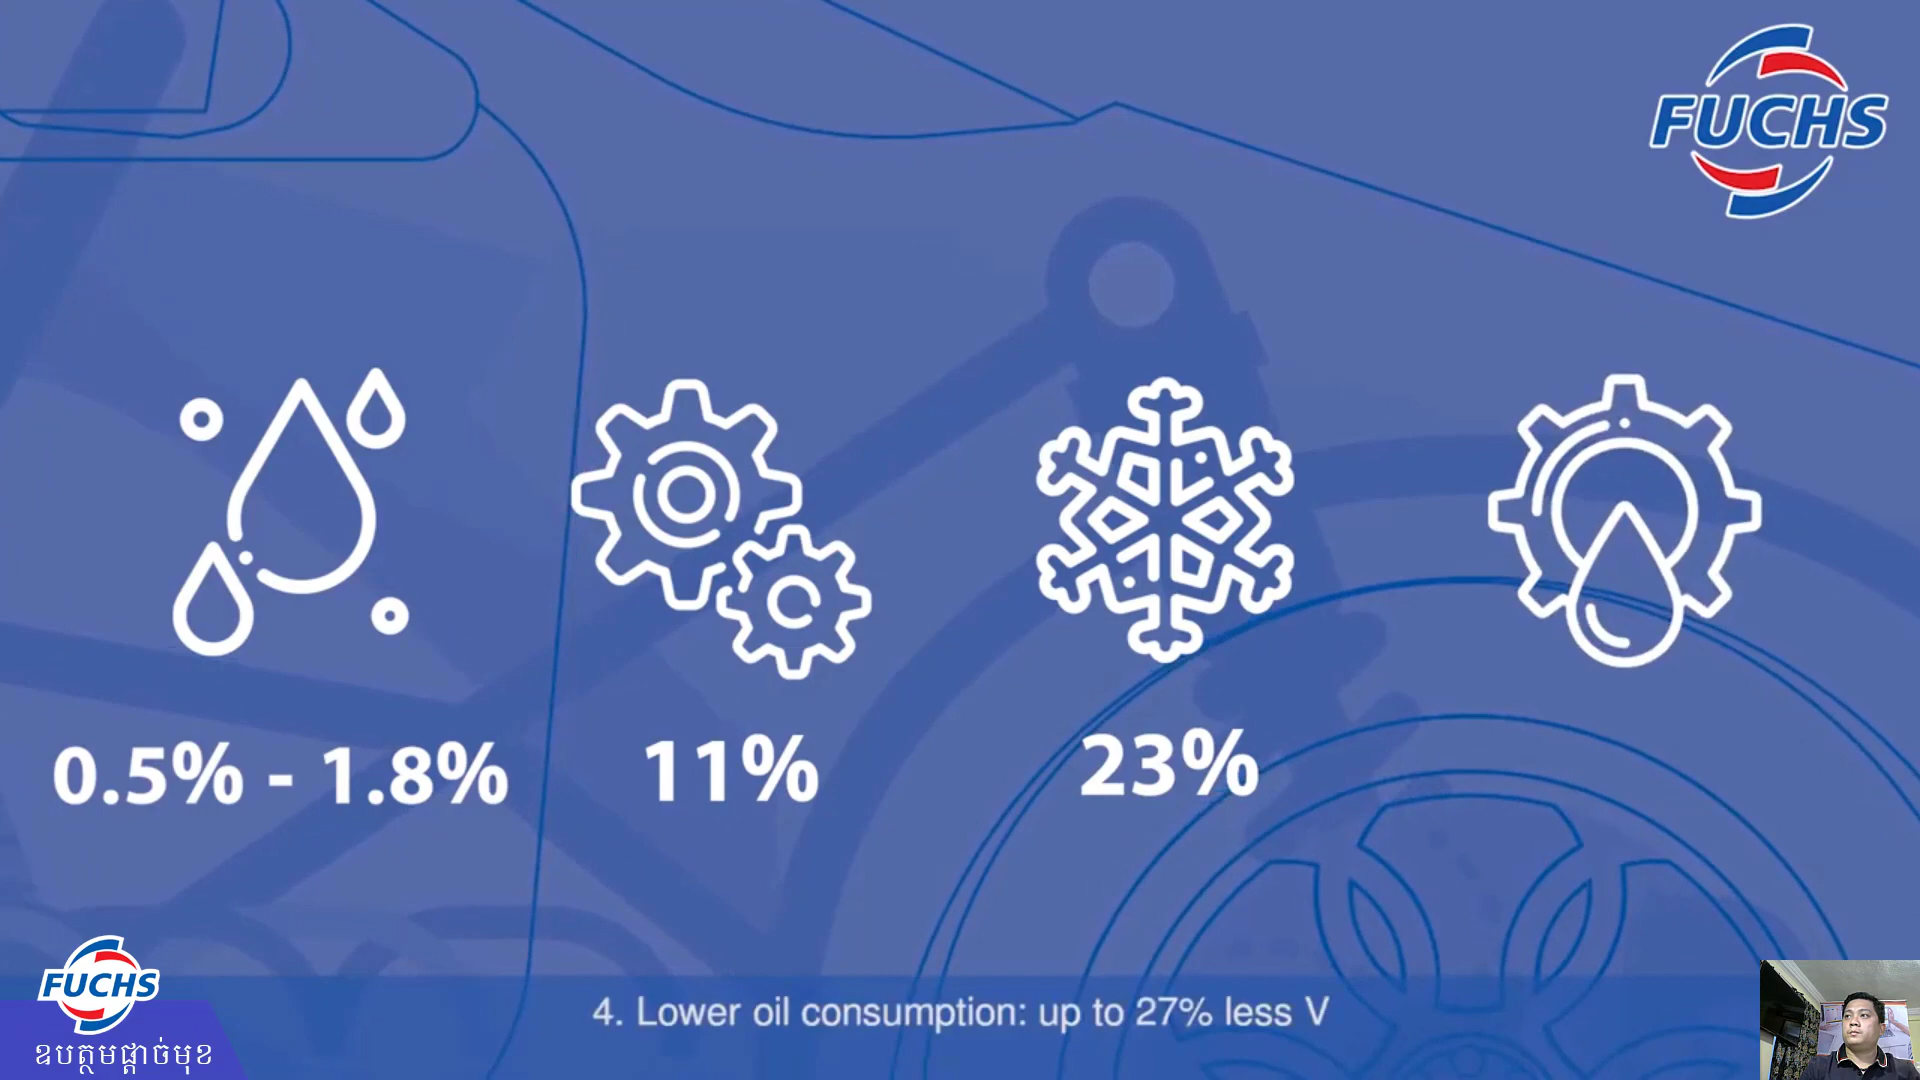 FUCHS
0.5% - 1.8%
11%
23%
4. Lower oil consumption: up to 27% less V
FUCHS
ឧបត្ថមផ្តាច់មុខ